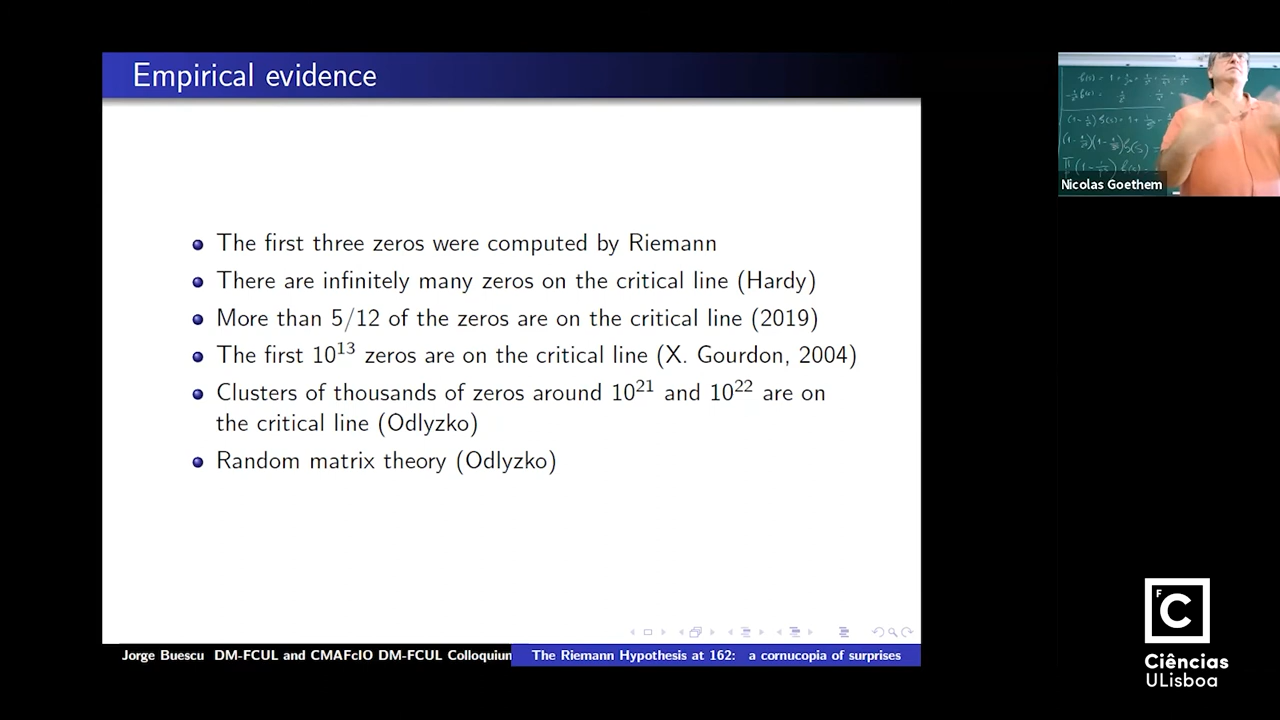 Empirical evidence
The first three zeros were computed by Riemann
There are infinitely many zeros on the critical line (Hardy)
More than 5/12 of the zeros are on the critical line (2019)
The first 10^13 zeros are on the critical line (X. Gourdon, 2004)
Clusters of thousands of zeros around 10^21 and 10^22 are on
the critical line (Odlyzko)
Random matrix theory (Odlyzko)
Jorge Buescu DM-FCUL and CMAFcIO DM-FCUL Colloquium
The Riemann Hypothesis at 162: a cornucopia of surprises
Nicolas Goethem
F
C
Ciências
ULisboa